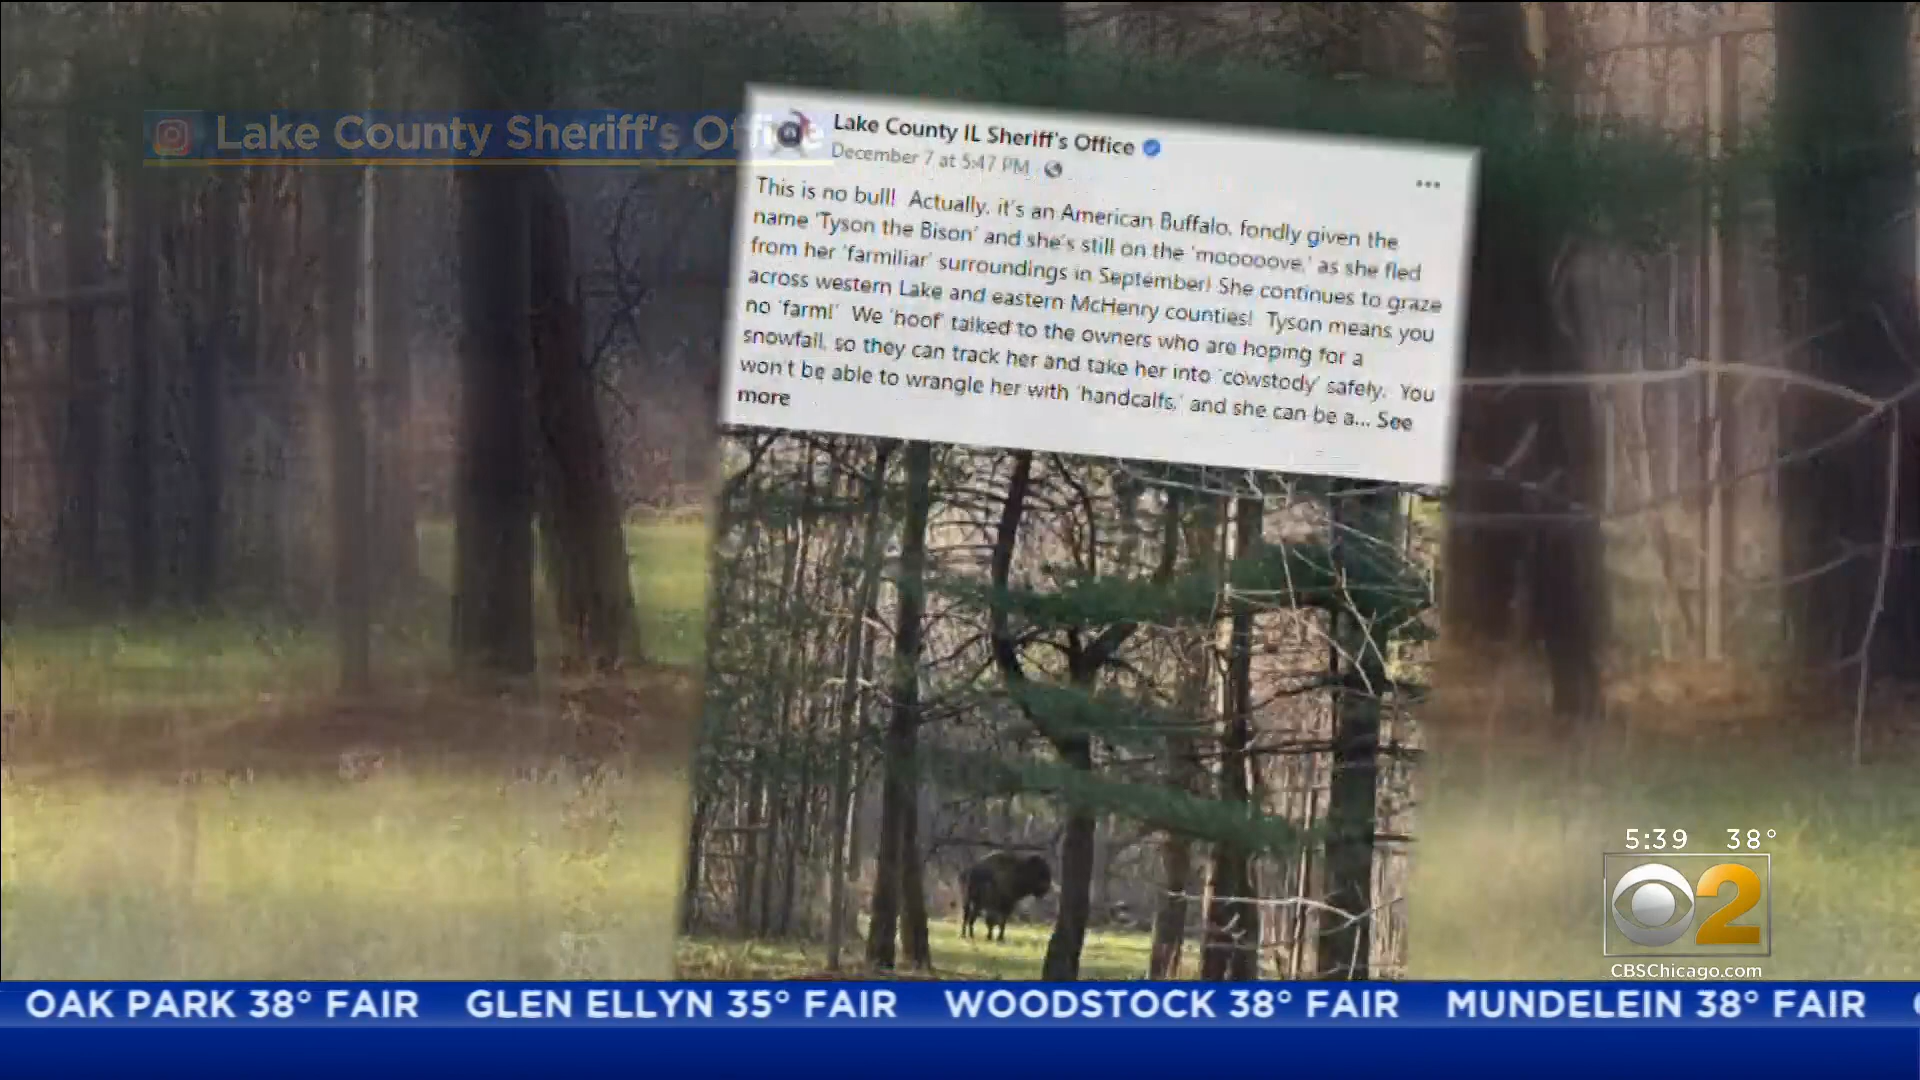 Lake County Sheriff's Office
Lake County IL Sheriff's Office
December 7 at 5:47 PM
This is no bull! Actually, it's an American Buffalo, fondly given the
name 'Tyson the Bison' and she's still on the 'mooooove,' as she fled
from her 'farmiliar' surroundings in September! She continues to graze
across western Lake and eastern McHenry counties! Tyson means you
no 'farm!' We 'hoof' talked to the owners who are hoping for a
snowfall, so they can track her and take her into 'cowstody' safely. You
won't be able to wrangle her with 'handcalfs,' and she can be a... See
more
5:39 38°
2
CBSChicago.com
OAK PARK 38° FAIR GLEN ELLYN 35° FAIR WOODSTOCK 38° FAIR MUNDELEIN 38° FAIR